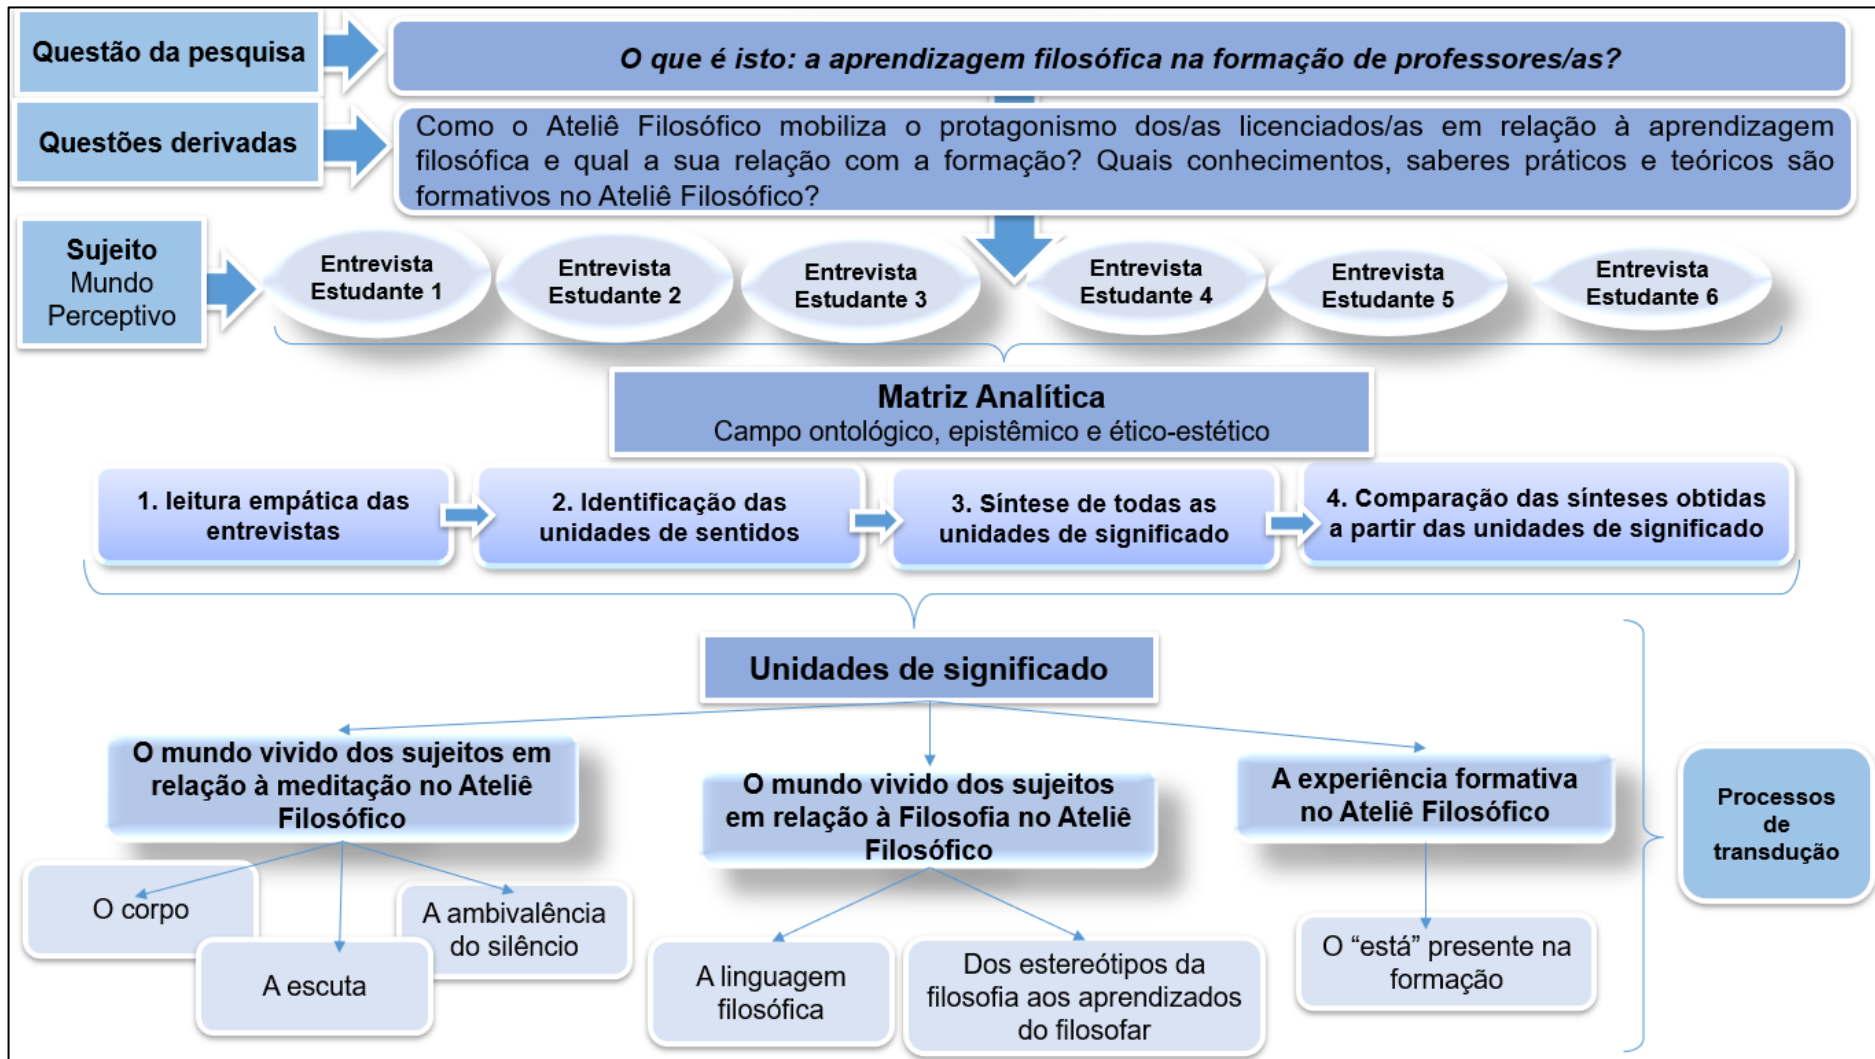 Questão da pesquisa
O que é isto: a aprendizagem filosófica na formação de professores/as?
Questões derivadas
Como o Ateliê Filosófico mobiliza o protagonismo dos/as licenciados/as em relação à aprendizagem
filosófica e qual a sua relação com a formação? Quais conhecimentos, saberes práticos e teóricos são
formativos no Ateliê Filosófico?
Sujeito
Mundo
Perceptivo
Entrevista
Estudante 1
Entrevista
Estudante 2
Entrevista
Estudante 3
Entrevista
Estudante 4
Entrevista
Estudante 5
Entrevista
Estudante 6
Matriz Analítica
Campo ontológico, epistêmico e ético-estético
1. leitura empática das
entrevistas
2. Identificação das
unidades de sentidos
3. Síntese de todas as
unidades de significado
4. Comparação das sínteses obtidas
a partir das unidades de significado
Unidades de significado
O mundo vivido dos sujeitos em
relação à meditação no Ateliê
Filosófico
O mundo vivido dos sujeitos
em relação à Filosofia no Ateliê
Filosófico
A experiência formativa
no Ateliê Filosófico
Processos
de
transdução
O corpo
A escuta
A ambivalência
do silêncio
A linguagem
filosófica
Dos estereótipos da
filosofia aos aprendizados
do filosofar
O “está” presente na
formação